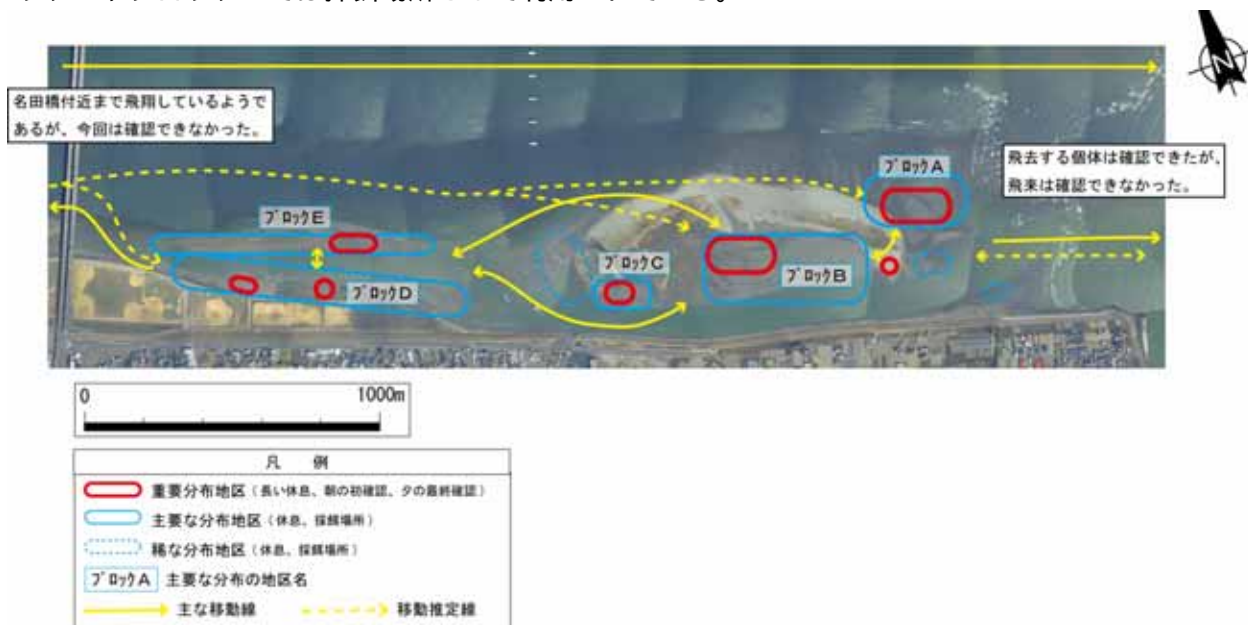 名田橋付近まで飛翔しているようで
あるが、今回は確認できなかった。
飛去する個体は確認できたが、
飛来は確認できなかった。
ブロックA
ブロックE
ブロックC
ブロックB
ブロックD
N
0 1000m
凡 例
重要分布地区（長い休息、朝の初確認、夕の最終確認）
主要な分布地区（休息、採餌場所）
稀な分布地区（休息、採餌場所）
ブロックA 主要な分布の地区名
主な移動線 移動推定線